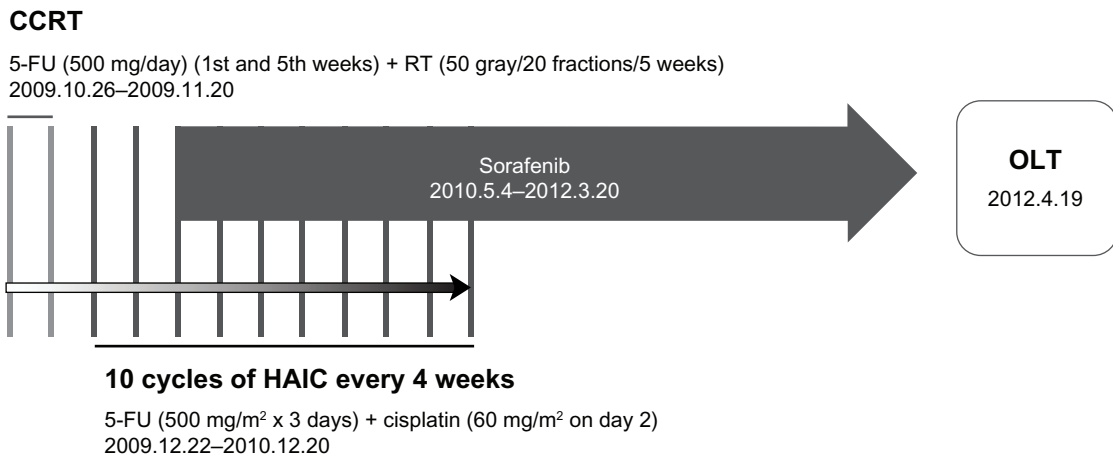 CCRT
5-FU (500 mg/day) (1st and 5th weeks) + RT (50 gray/20 fractions/5 weeks)
2009.10.26–2009.11.20
Sorafenib
2010.5.4–2012.3.20
OLT
2012.4.19
10 cycles of HAIC every 4 weeks
5-FU (500 mg/m² x 3 days) + cisplatin (60 mg/m² on day 2)
2009.12.22–2010.12.20